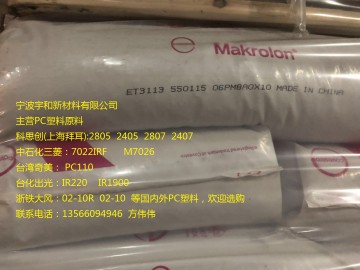 Makrolon®
ET3113 550115 06PMBA0X10 MADE IN CHINA
宁波宇和新材料有限公司
主营PC塑料原料
科思创(上海拜耳):2805 2405 2807 2407
中石化三菱：7022IRF M7026
台湾奇美： PC110
台化出光：IR220 IR1900
浙铁大风：02-10R 02-10 等国内外PC塑料，欢迎选购
联系电话：13566094946 方伟伟